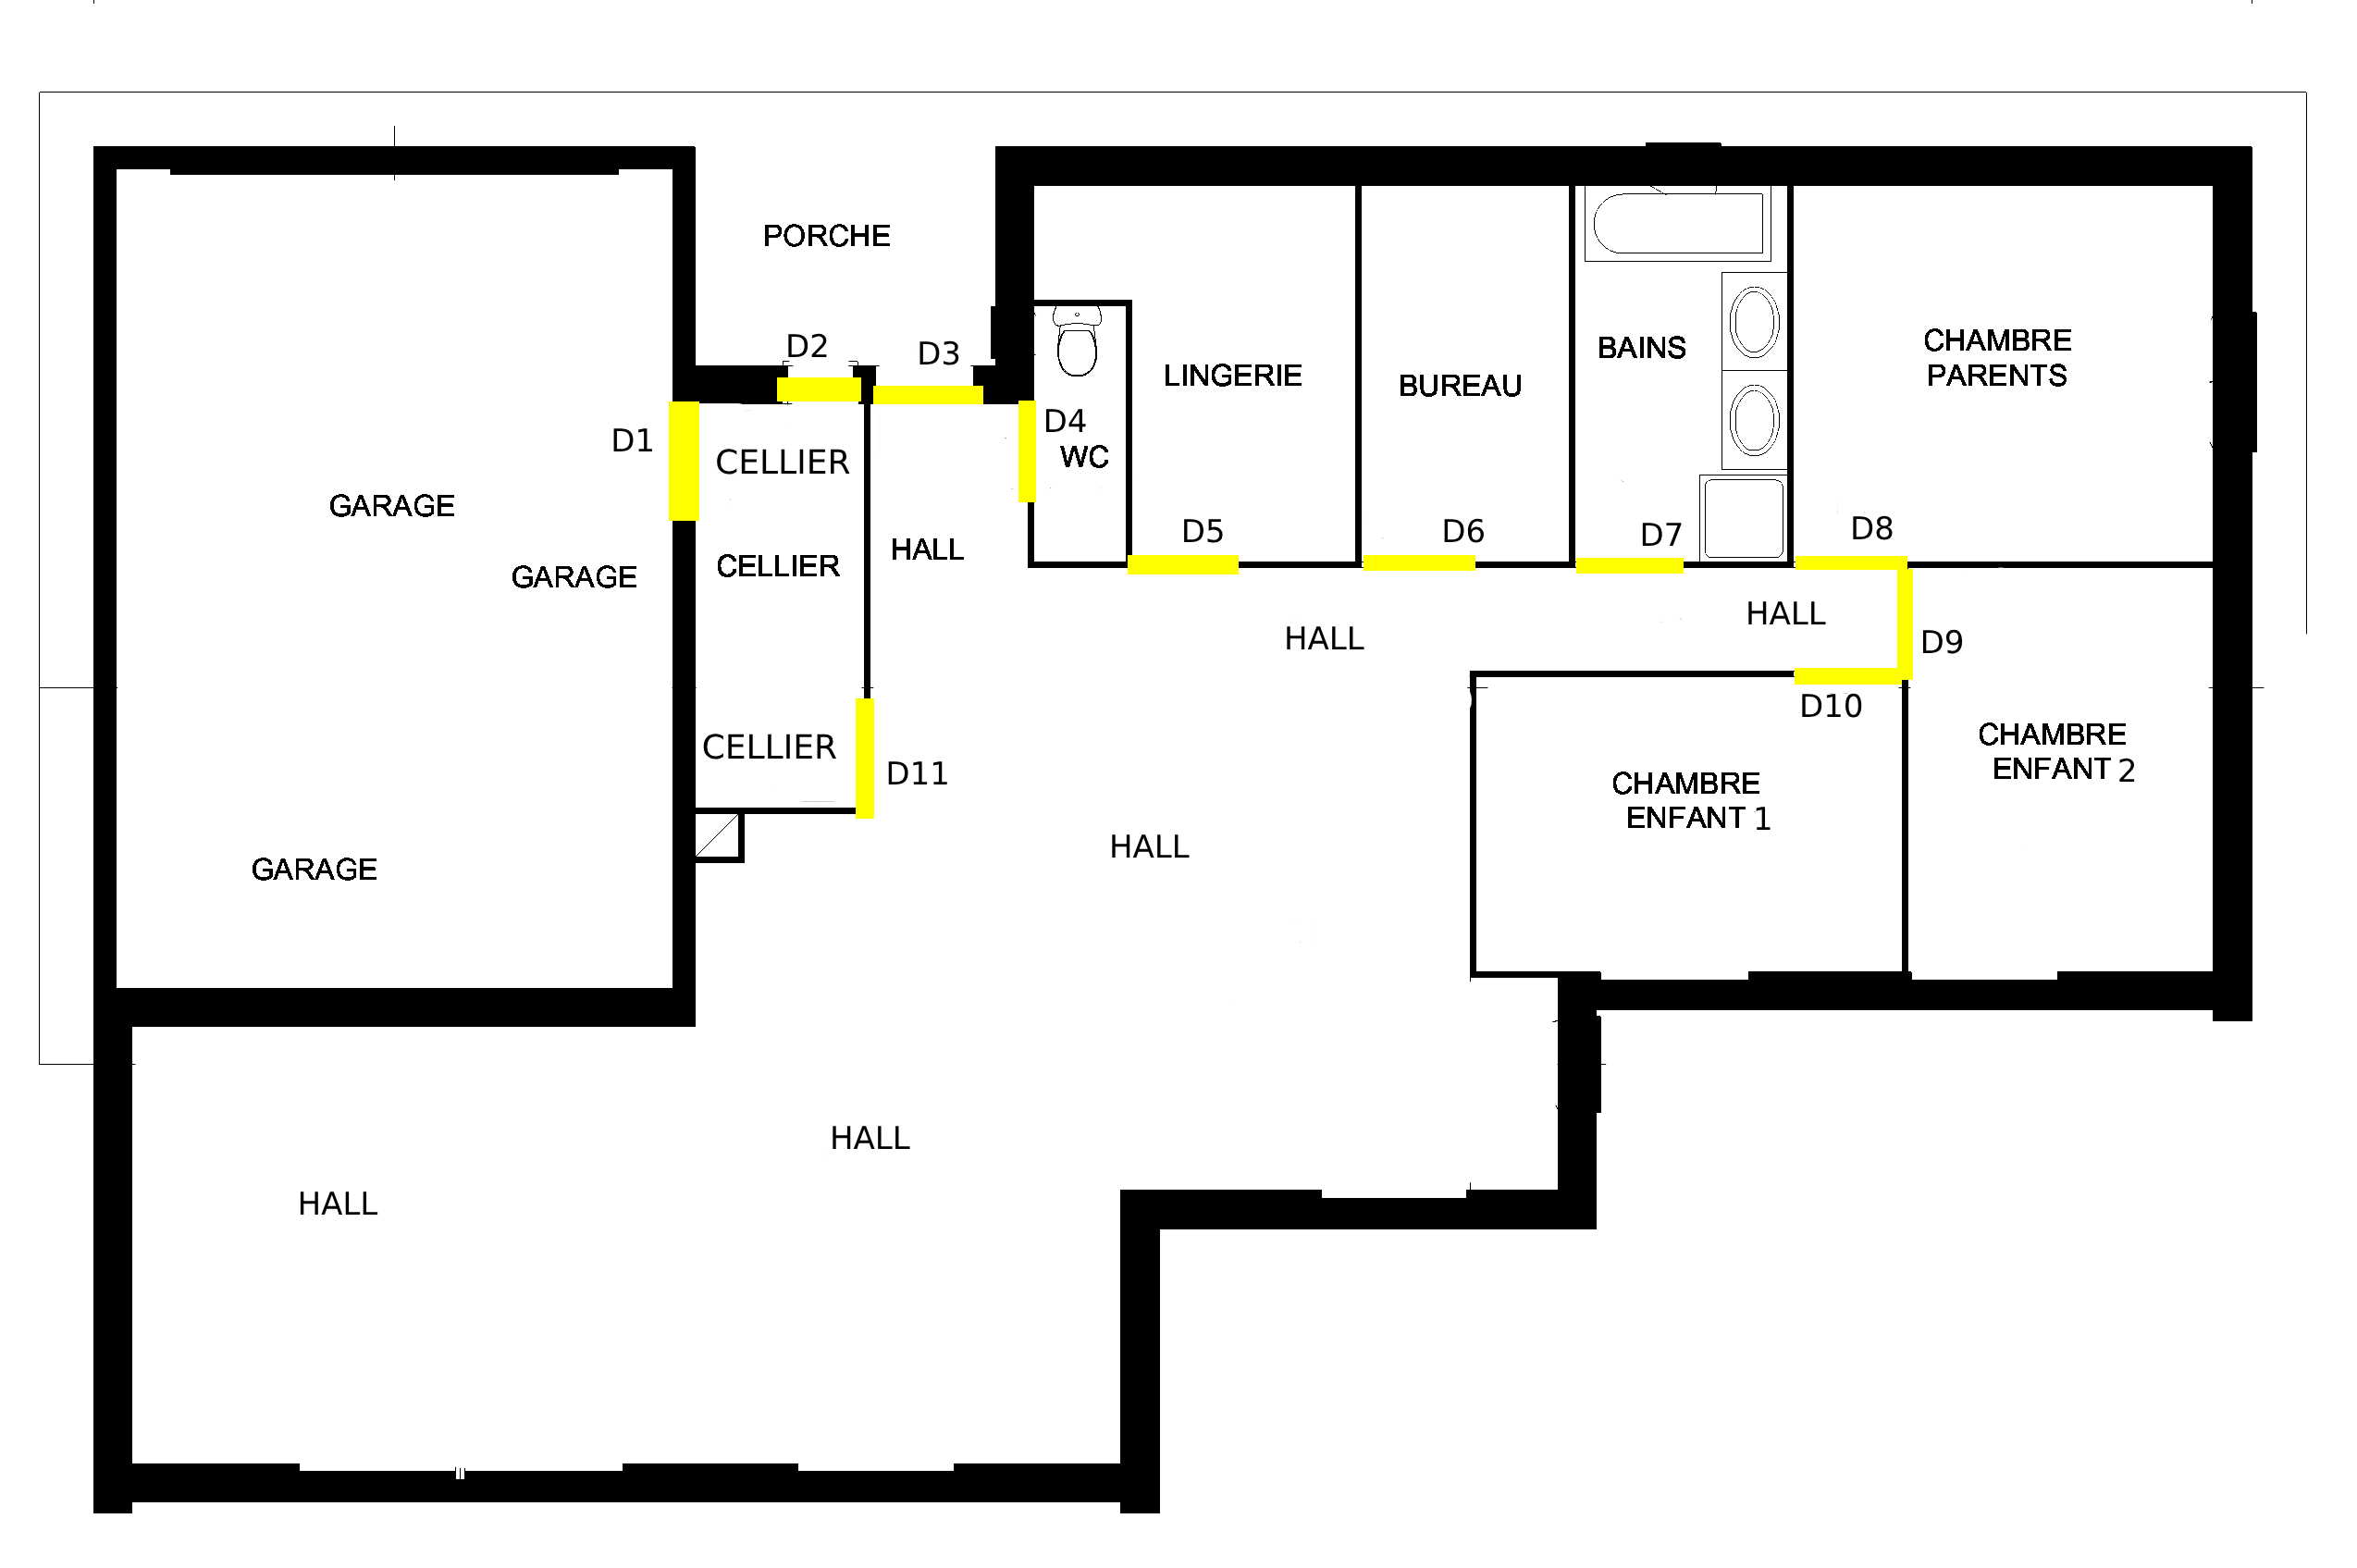 PORCHE
D2
D3
D1
D4
CELLIER
WC
LINGERIE
BUREAU
BAINS
CHAMBRE
PARENTS
GARAGE
GARAGE
CELLIER
HALL
D5
D6
D7
D8
HALL
HALL
D9
D10
CELLIER
D11
CHAMBRE
ENFANT 1
CHAMBRE
ENFANT 2
GARAGE
HALL
HALL
HALL